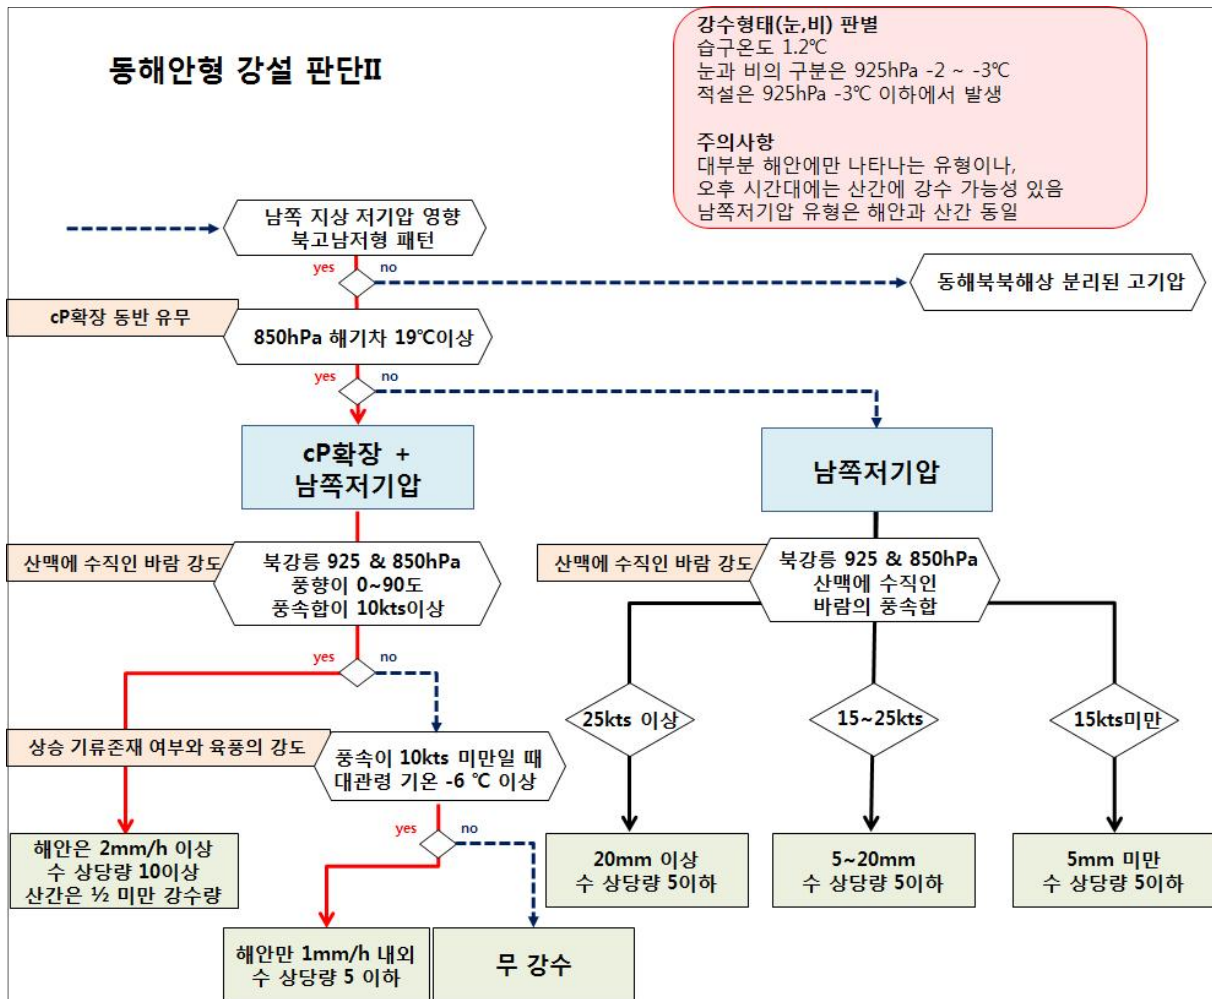 동해안형 강설 판단II
강수형태(눈,비) 판별
습구온도 1.2℃
눈과 비의 구분은 925hPa -2 ~ -3℃
적설은 925hPa -3℃ 이하에서 발생
주의사항
대부분 해안에만 나타나는 유형이나,
오후 시간대에는 산간에 강수 가능성 있음
남쪽저기압 유형은 해안과 산간 동일
남쪽 지상 저기압 영향
북고남저형 패턴
yes
no
동해북북해상 분리된 고기압
cP확장 동반 유무
850hPa 해기차 19℃이상
yes
no
cP확장 +
남쪽저기압
남쪽저기압
산맥에 수직인 바람 강도
북강릉 925 & 850hPa
풍향이 0~90도
풍속합이 10kts이상
산맥에 수직인 바람 강도
북강릉 925 & 850hPa
산맥에 수직인
바람의 풍속합
yes
no
25kts 이상
15~25kts
15kts미만
상승 기류존재 여부와 육풍의 강도
풍속이 10kts 미만일 때
대관령 기온 -6 ℃ 이상
yes
no
해안은 2mm/h 이상
수 상당량 10이상
산간은 ½ 미만 강수량
20mm 이상
수 상당량 5이하
5~20mm
수 상당량 5이하
5mm 미만
수 상당량 5이하
해안만 1mm/h 내외
수 상당량 5 이하
무 강수